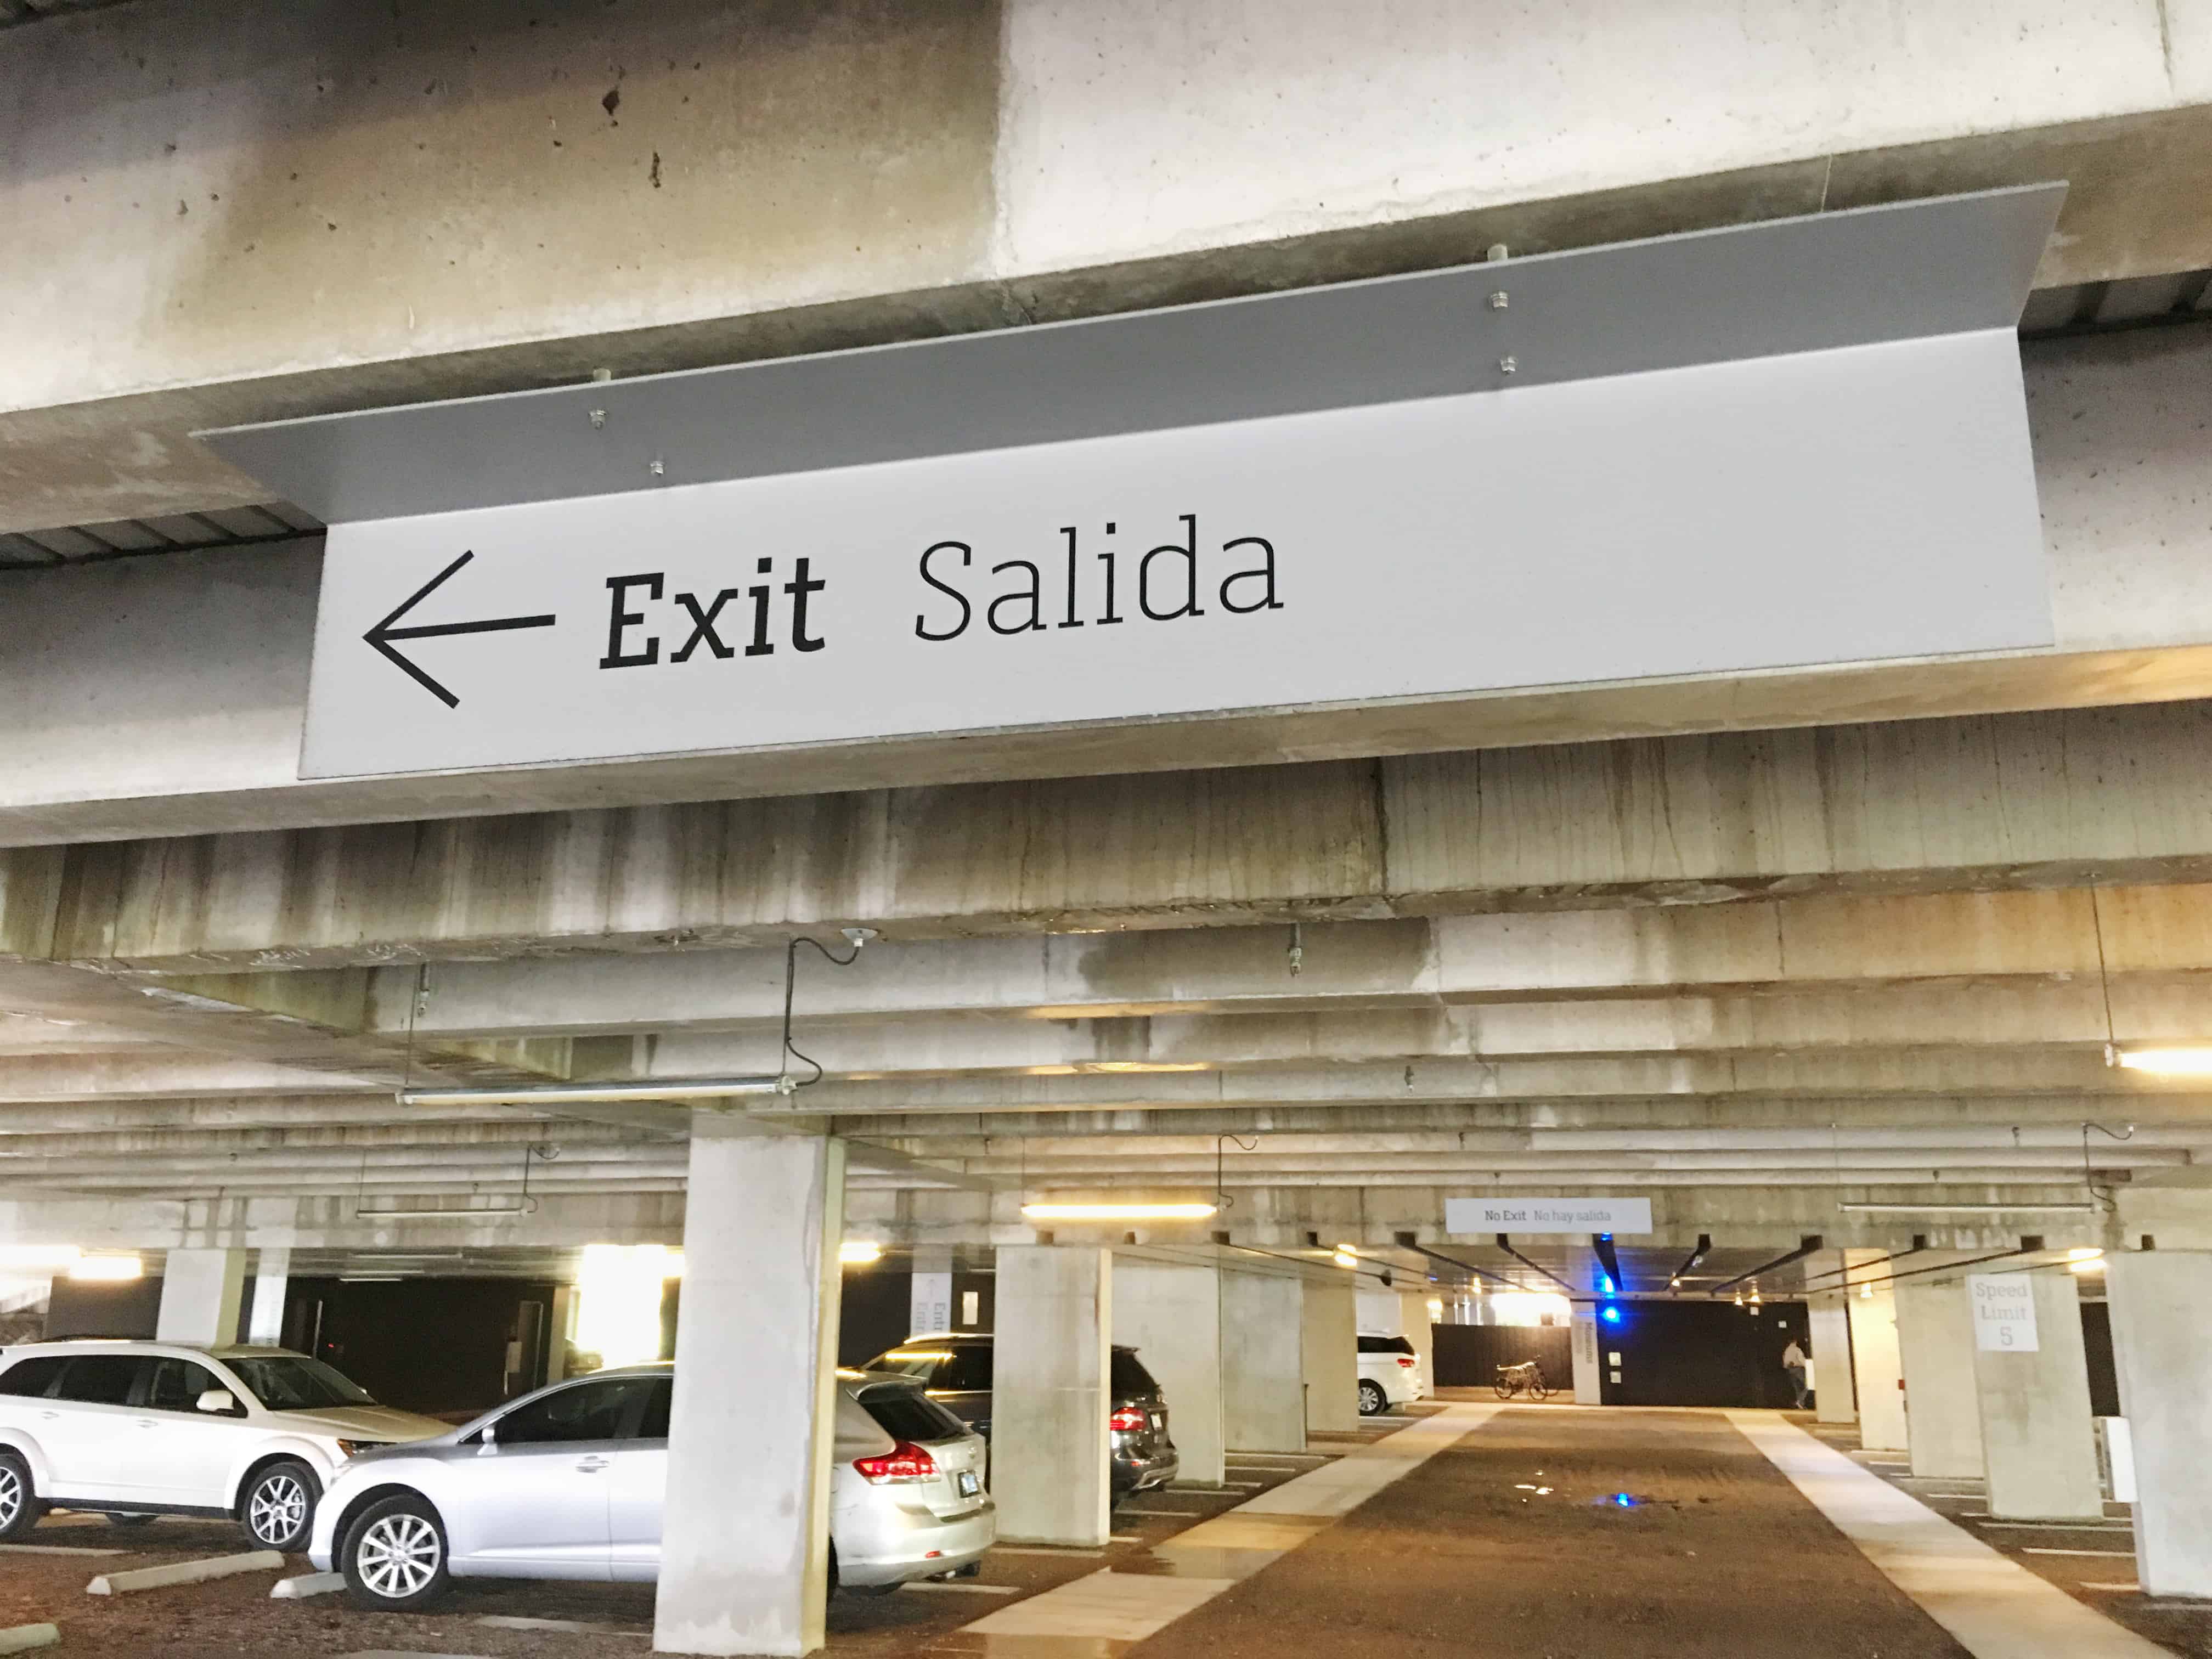 Exit Salida
No Exit No hay salida
Speed
Limit
5